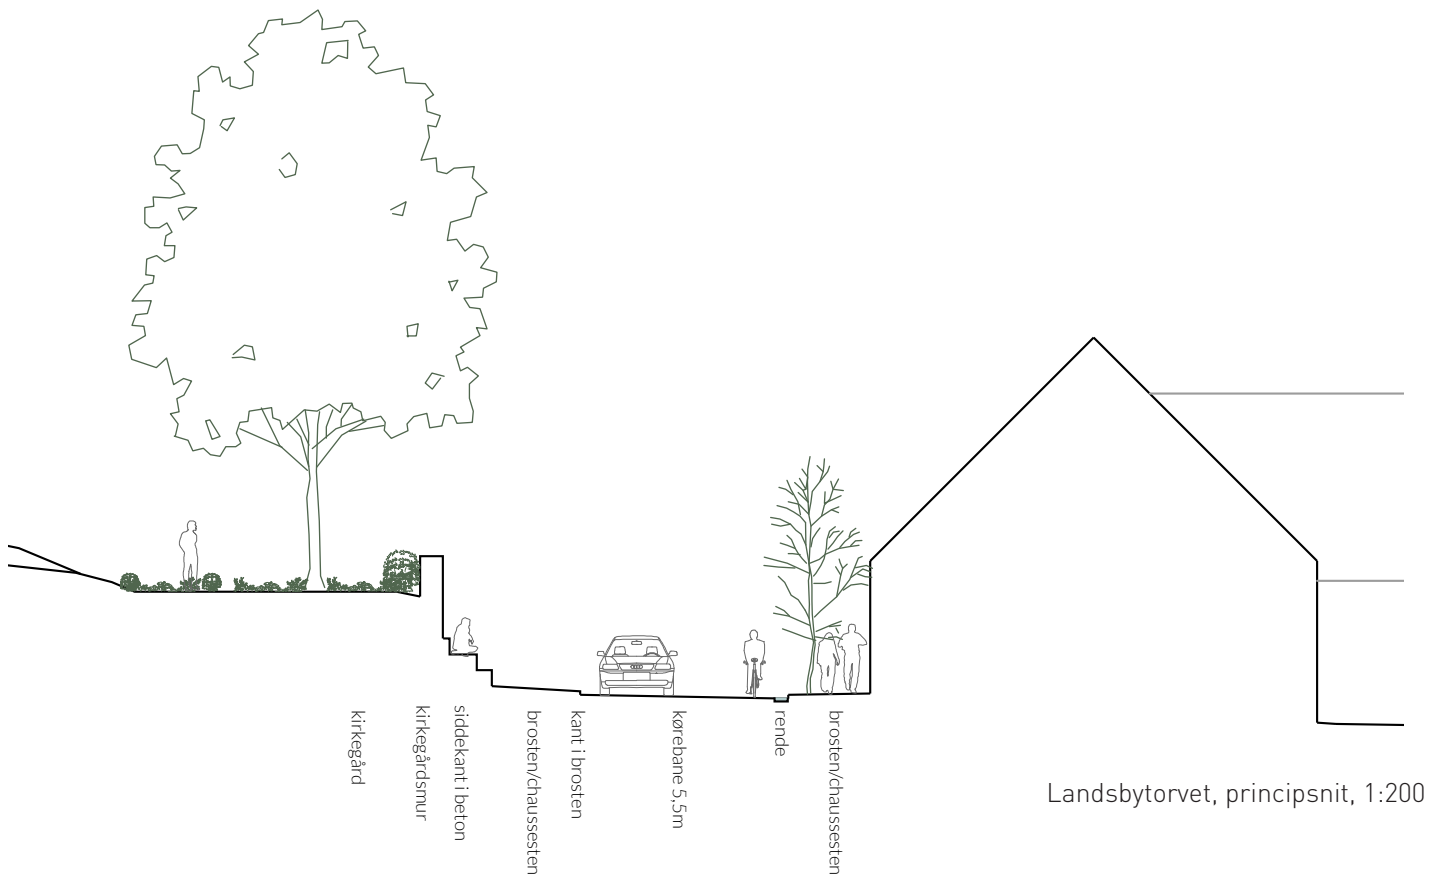 kirkegård
kirkegårdsmur
siddekant i beton
brosten/chaussesten
kant i brosten
kørebane 5,5m
rende
brosten/chaussesten
Landsbytorvet, principsnit, 1:200